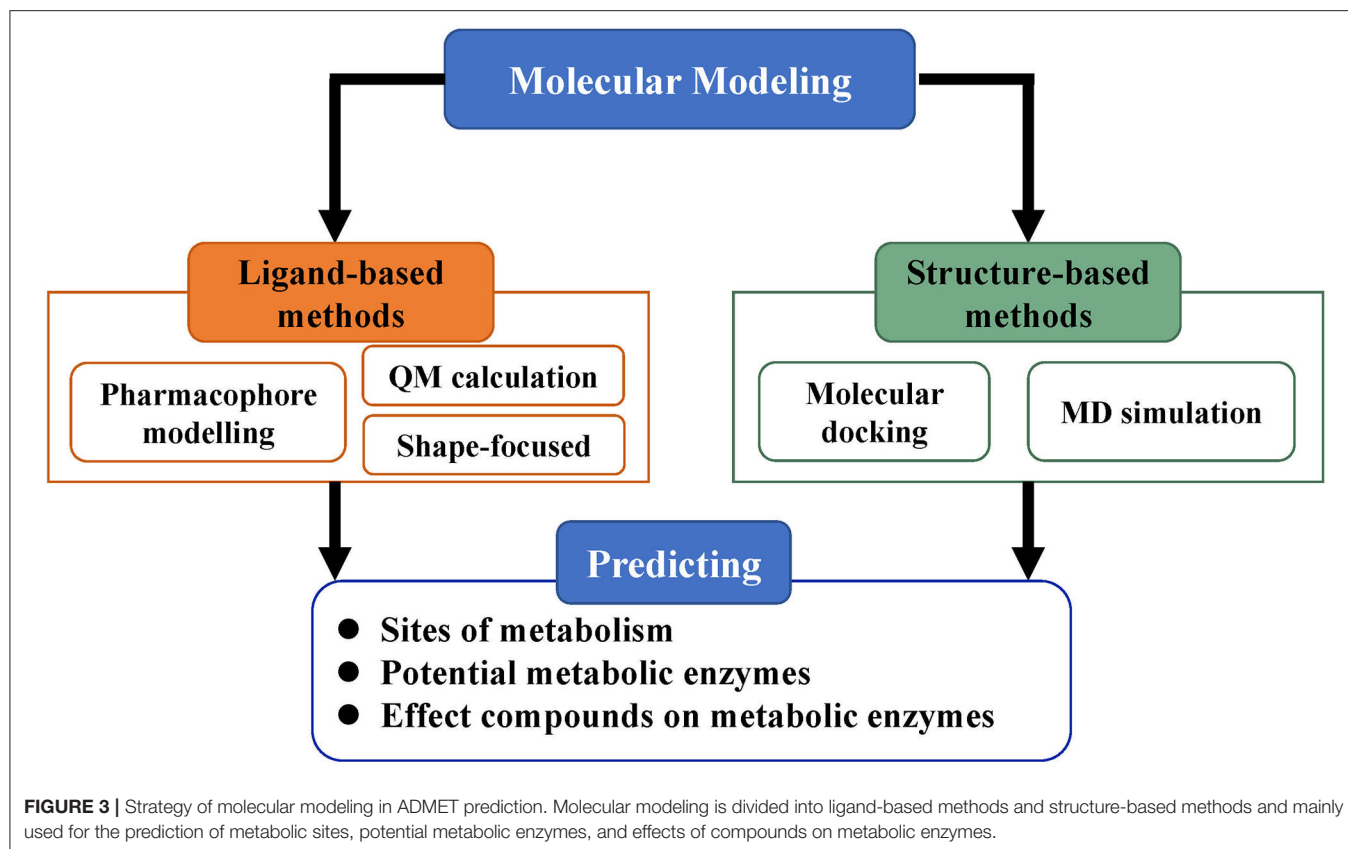 Molecular Modeling
Ligand-based
methods
Pharmacophore
modelling
QM calculation
Shape-focused
Structure-based
methods
Molecular
docking
MD simulation
Predicting
● Sites of metabolism
● Potential metabolic enzymes
● Effect compounds on metabolic enzymes
FIGURE 3 | Strategy of molecular modeling in ADMET prediction. Molecular modeling is divided into ligand-based methods and structure-based methods and mainly
used for the prediction of metabolic sites, potential metabolic enzymes, and effects of compounds on metabolic enzymes.